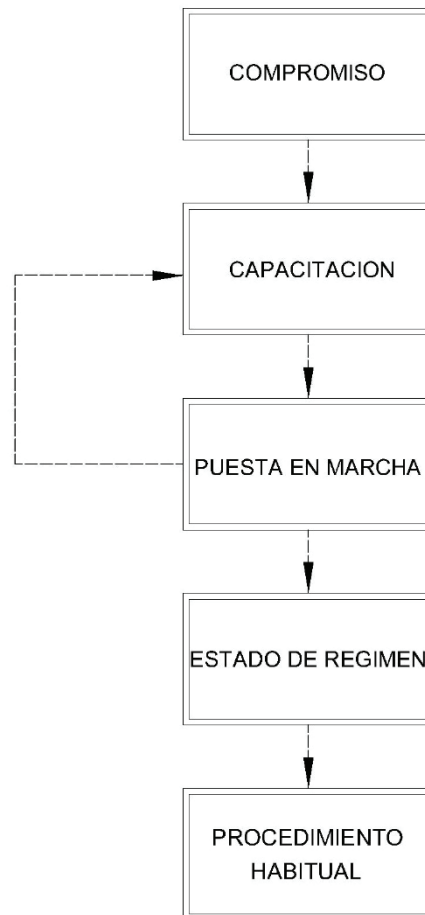 COMPROMISO
CAPACITACION
PUESTA EN MARCHA
ESTADO DE REGIMEN
PROCEDIMIENTO
HABITUAL